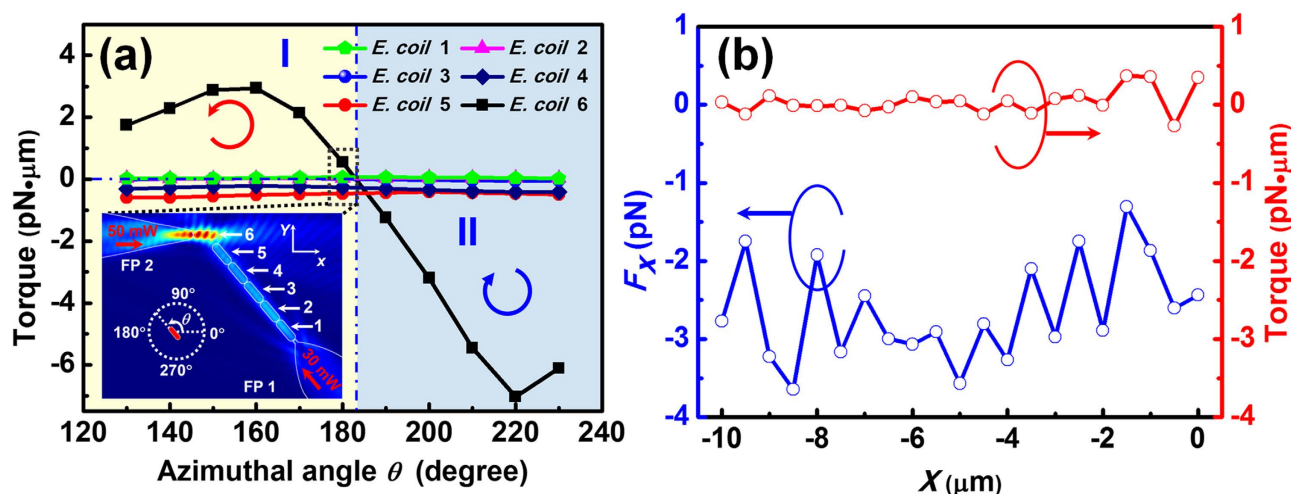 (a)
I
E. coil 1
E. coil 2
E. coil 3
E. coil 4
E. coil 5
E. coil 6
4
2
0
-2
-4
-6
Torque (pN•μm)
II
50 mW
FP 2
6
5
4
3
2
1
Y
x
90°
180°
θ
0°
270°
FP 1
30 mW
120 140 160 180 200 220 240
Azimuthal angle θ (degree)
(b)
1
0
-1
-2
-3
-4
Fx (pN)
1
0
-1
-2
-3
-4
Torque (pN•μm)
-10 -8 -6 -4 -2 0
X (μm)